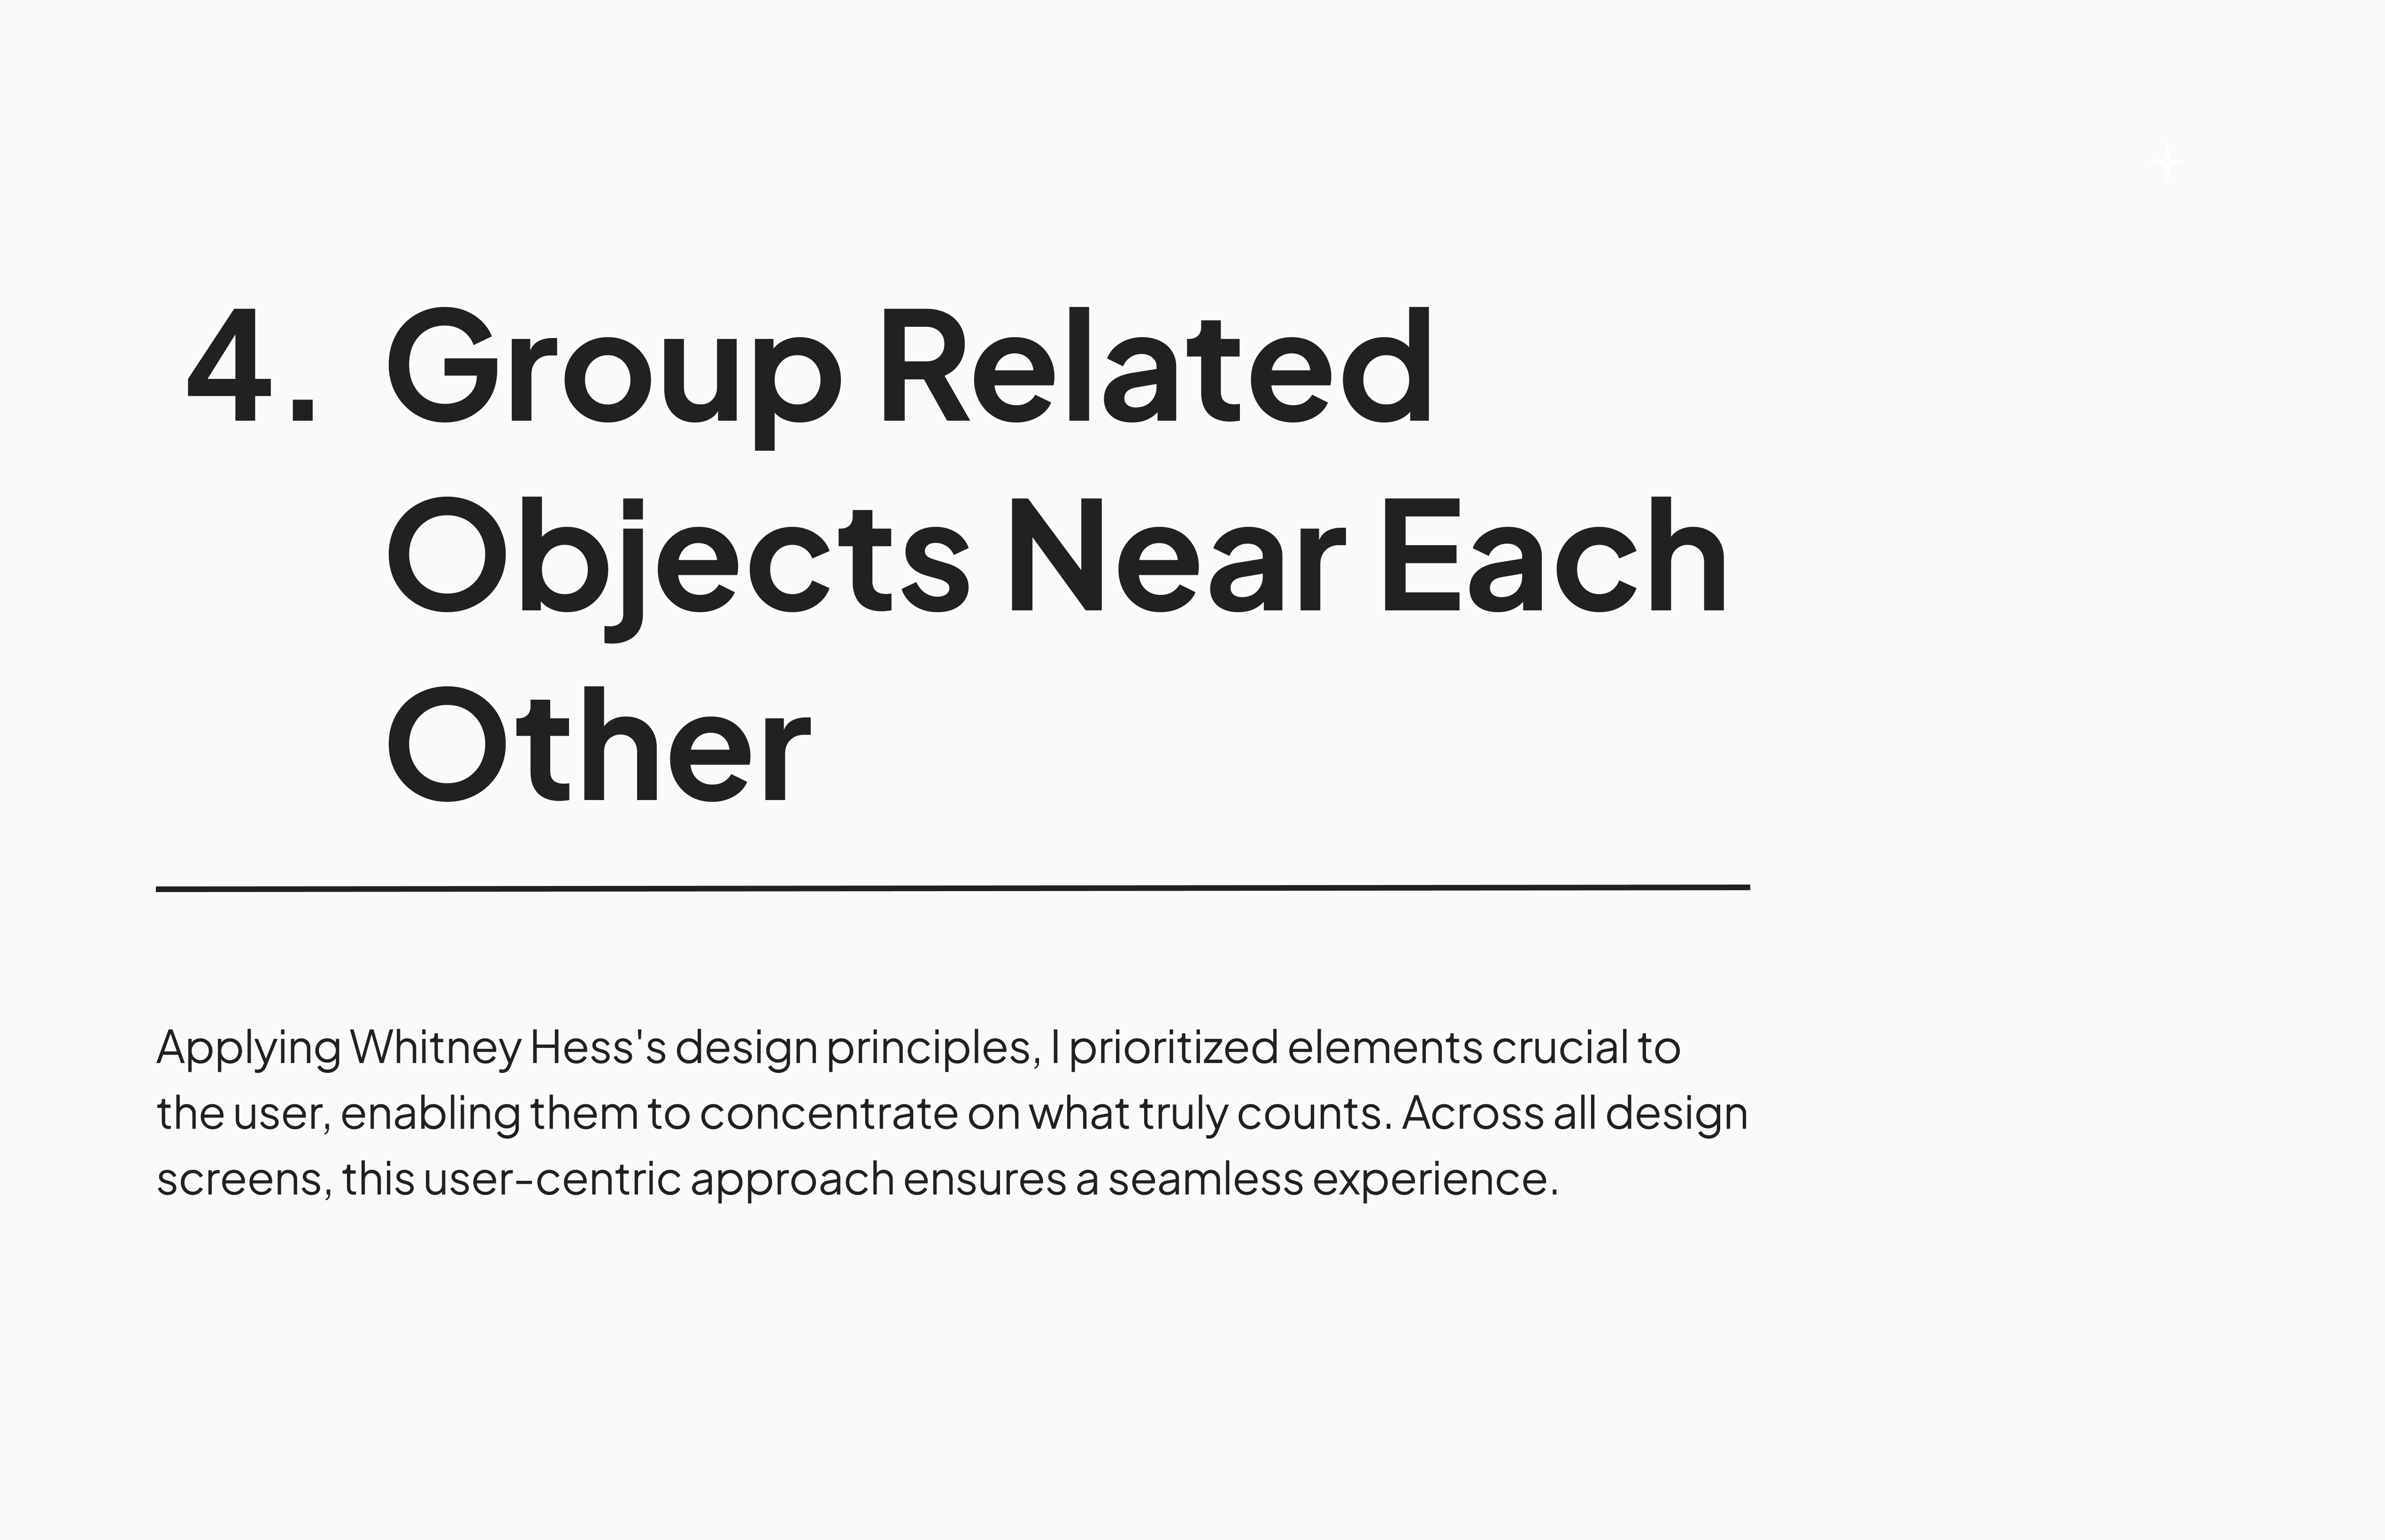 4. Group Related
Objects Near Each
Other
Applying Whitney Hess's design principles, I prioritized elements crucial to
the user, enabling them to concentrate on what truly counts. Across all design
screens, this user-centric approach ensures a seamless experience.